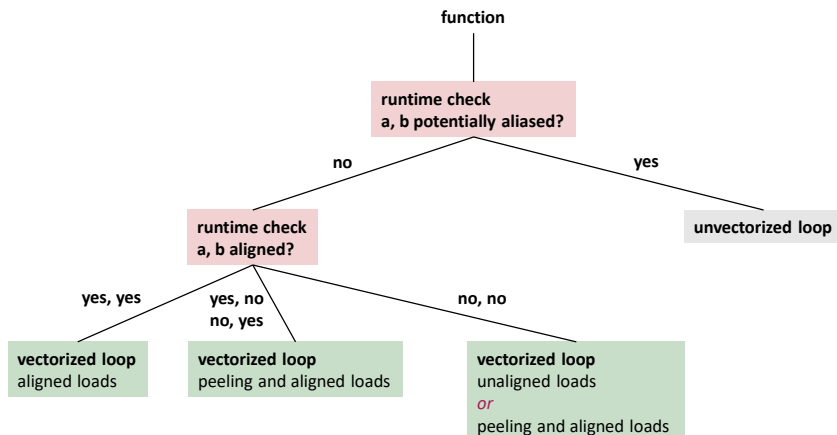 function
runtime check
a, b potentially aliased?
no
yes
runtime check
a, b aligned?
unvectorized loop
yes, yes
yes, no
no, yes
no, no
vectorized loop
aligned loads
vectorized loop
peeling and aligned loads
vectorized loop
unaligned loads
or
peeling and aligned loads